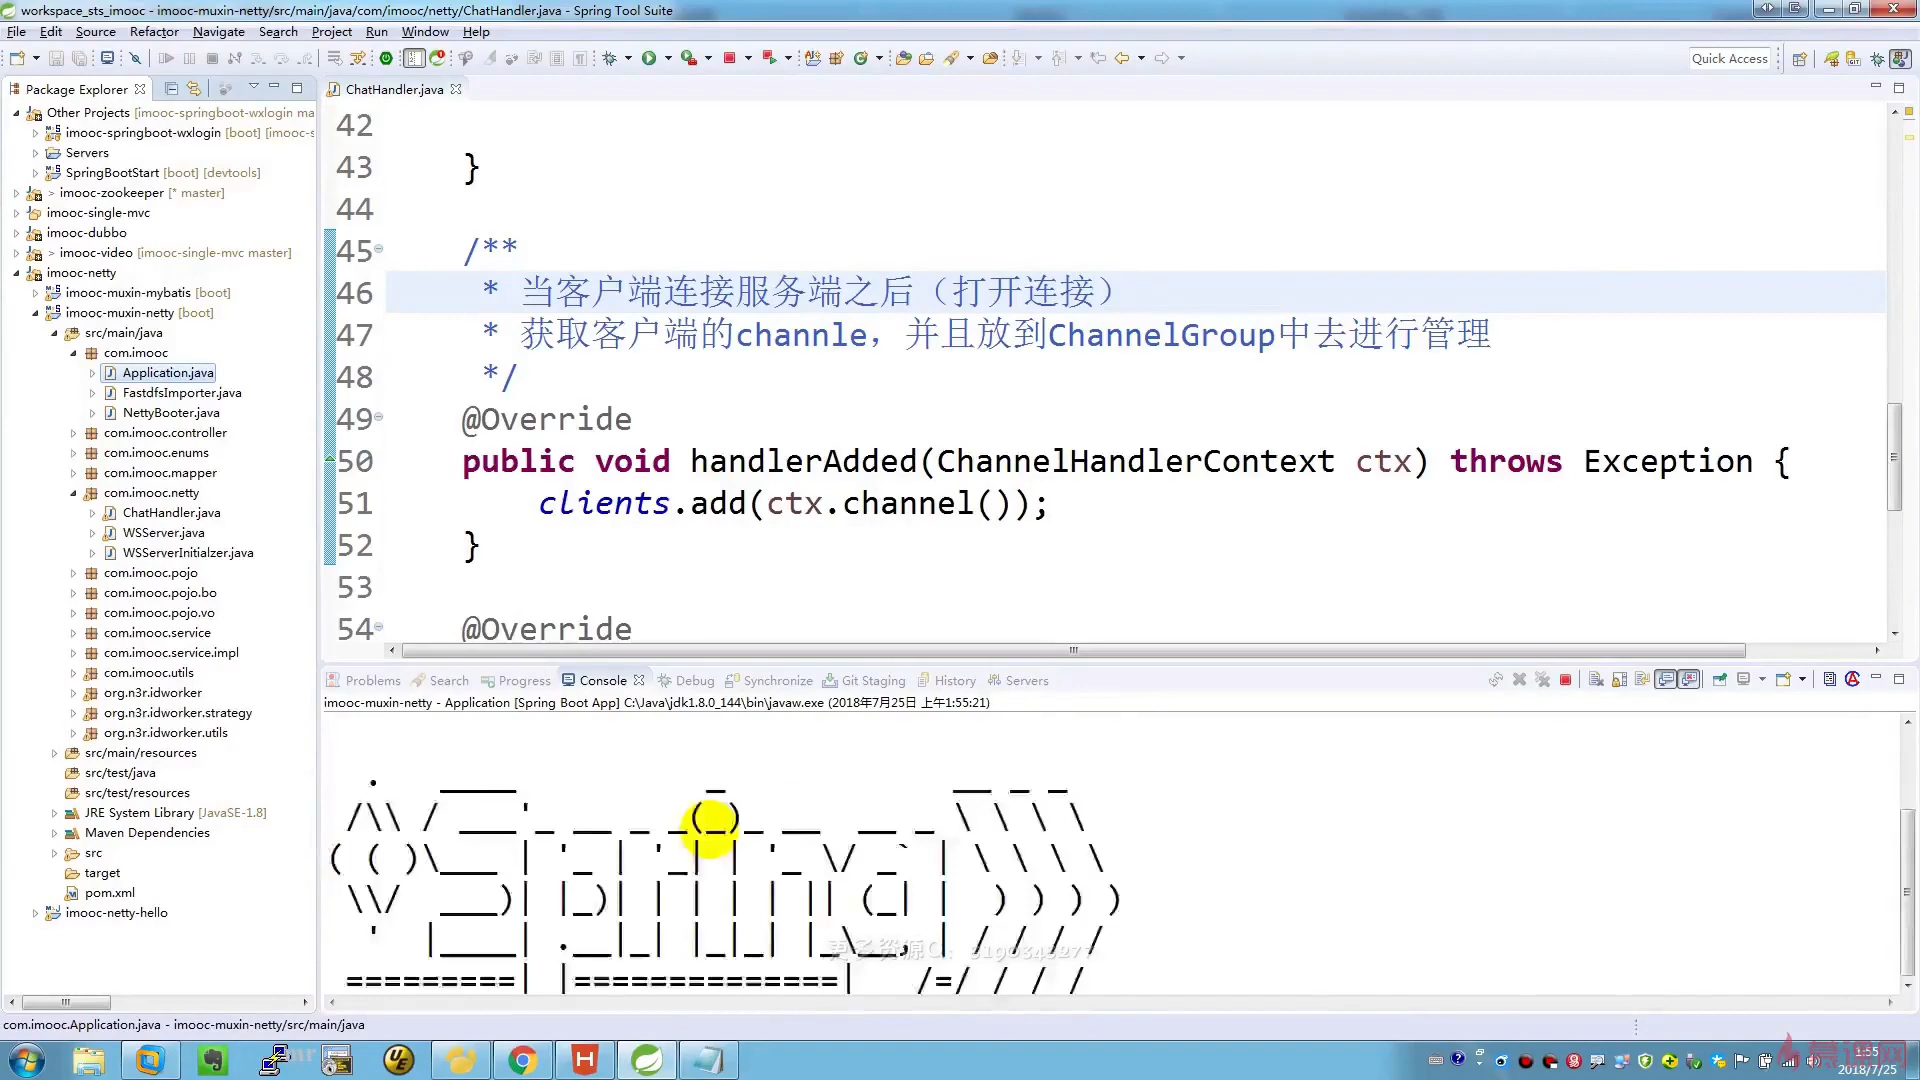 workspace_sts_imooc - imooc-muxin-netty/src/main/java/com/imooc/netty/ChatHandler.java - Spring Tool Suite
File Edit Source Refactor Navigate Search Project Run Window Help
Quick Access
Package Explorer
Other Projects [imooc-springboot-wxlogin ma
imooc-springboot-wxlogin [boot] [imooc-s
Servers
SpringBootStart [boot] [devtools]
> imooc-zookeeper [* master]
imooc-single-mvc
imooc-dubbo
> imooc-video [imooc-single-mvc master]
imooc-netty
imooc-muxin-mybatis [boot]
imooc-muxin-netty [boot]
src/main/java
com.imooc
Application.java
FastdfsImporter.java
NettyBooter.java
com.imooc.controller
com.imooc.enums
com.imooc.mapper
com.imooc.netty
ChatHandler.java
WSServer.java
WSServerInitialzer.java
com.imooc.pojo
com.imooc.pojo.bo
com.imooc.pojo.vo
com.imooc.service
com.imooc.service.impl
com.imooc.utils
org.n3r.idworker
org.n3r.idworker.strategy
org.n3r.idworker.utils
src/main/resources
src/test/java
src/test/resources
JRE System Library [JavaSE-1.8]
Maven Dependencies
src
target
pom.xml
imooc-netty-hello
ChatHandler.java
42
43 }
44
45 /**
46 * 当客户端连接服务端之后（打开连接）
47 * 获取客户端的channle，并且放到ChannelGroup中去进行管理
48 */
49 @Override
50 public void handlerAdded(ChannelHandlerContext ctx) throws Exception {
51 clients.add(ctx.channel());
52 }
53
54 @Override
Problems Search Progress Console Debug Synchronize Git Staging History Servers
imooc-muxin-netty - Application [Spring Boot App] C:\Java\jdk1.8.0_144\bin\javaw.exe (2018年7月25日 上午1:55:21)
com.imooc.Application.java - imooc-muxin-netty/src/main/java
1:55
2018/7/25
慕课网